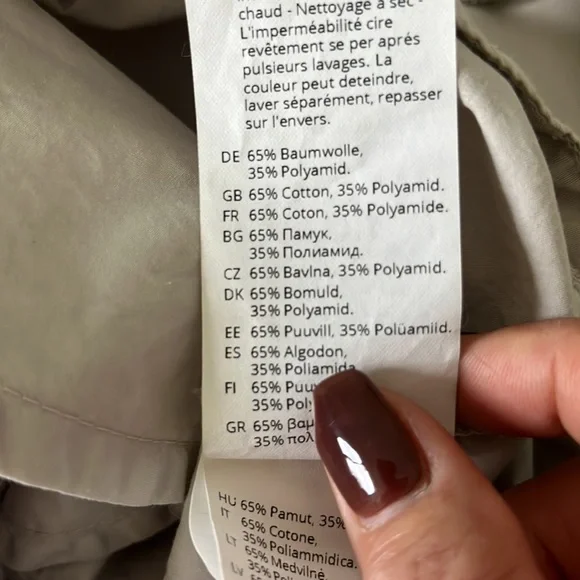 chaud - Nettoyage à sec -
L'imperméabilité cire
revêtement se per aprés
pulsieurs lavages. La
couleur peut deteindre,
laver séparément, repasser
sur l'envers.
DE 65% Baumwolle,
35% Polyamid.
GB 65% Cotton, 35% Polyamid.
FR 65% Coton, 35% Polyamide.
BG 65% Памук,
35% Полиамид.
CZ 65% Bavlna, 35% Polyamid.
DK 65% Bomuld,
35% Polyamid.
EE 65% Puuvill, 35% Polüamiid.
ES 65% Algodon,
35% Poliamida
FI 65%
35%
GR 65%
35%
HU 65% Pamut, 35%
IT 65% Cotone,
35% Poliammidica.
LT 65% Medvilnė
35%
LV